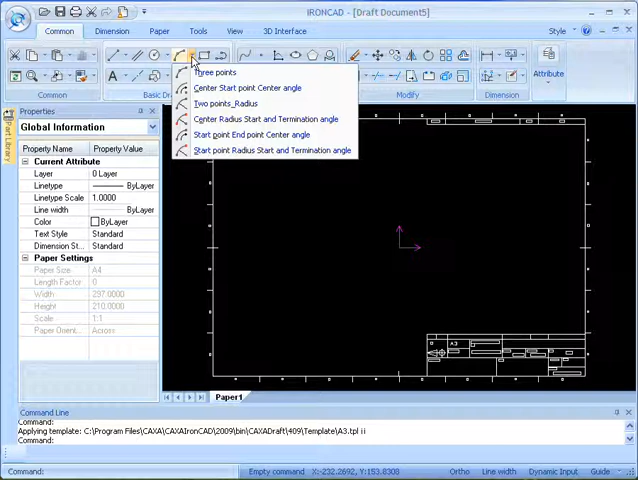 IRONCAD - [Draft Document5]
Common Dimension Paper Tools View 3D Interface Style
Three points
Center Start point Center angle
Two points_Radius
Center Radius Start and Termination angle
Start point End point Center angle
Start point Radius Start and Termination angle
Attribute
Common Basic Dra Modify
Part Library
Properties
Global Information
Property Name Property Value
Current Attribute
Layer 0 Layer
Linetype ByLayer
Linetype Scale 1.0000
Line width ByLayer
Color ByLayer
Text Style Standard
Dimension St... Standard
Paper Settings
Paper Size A4
Length Factor 0
Width 297.0000
Height 210.0000
Scale 1:1
Paper Orient... Across
A3
Paper1
Command Line
Applying template: C:\Program Files\CAXA\CAXAIronCAD\2009\bin\CAXADraft\409\Template\A3.tpl ii
Command:
Command: Empty command X:-232.2692, Y:153.8308 Ortho Line width Dynamic Input Guide